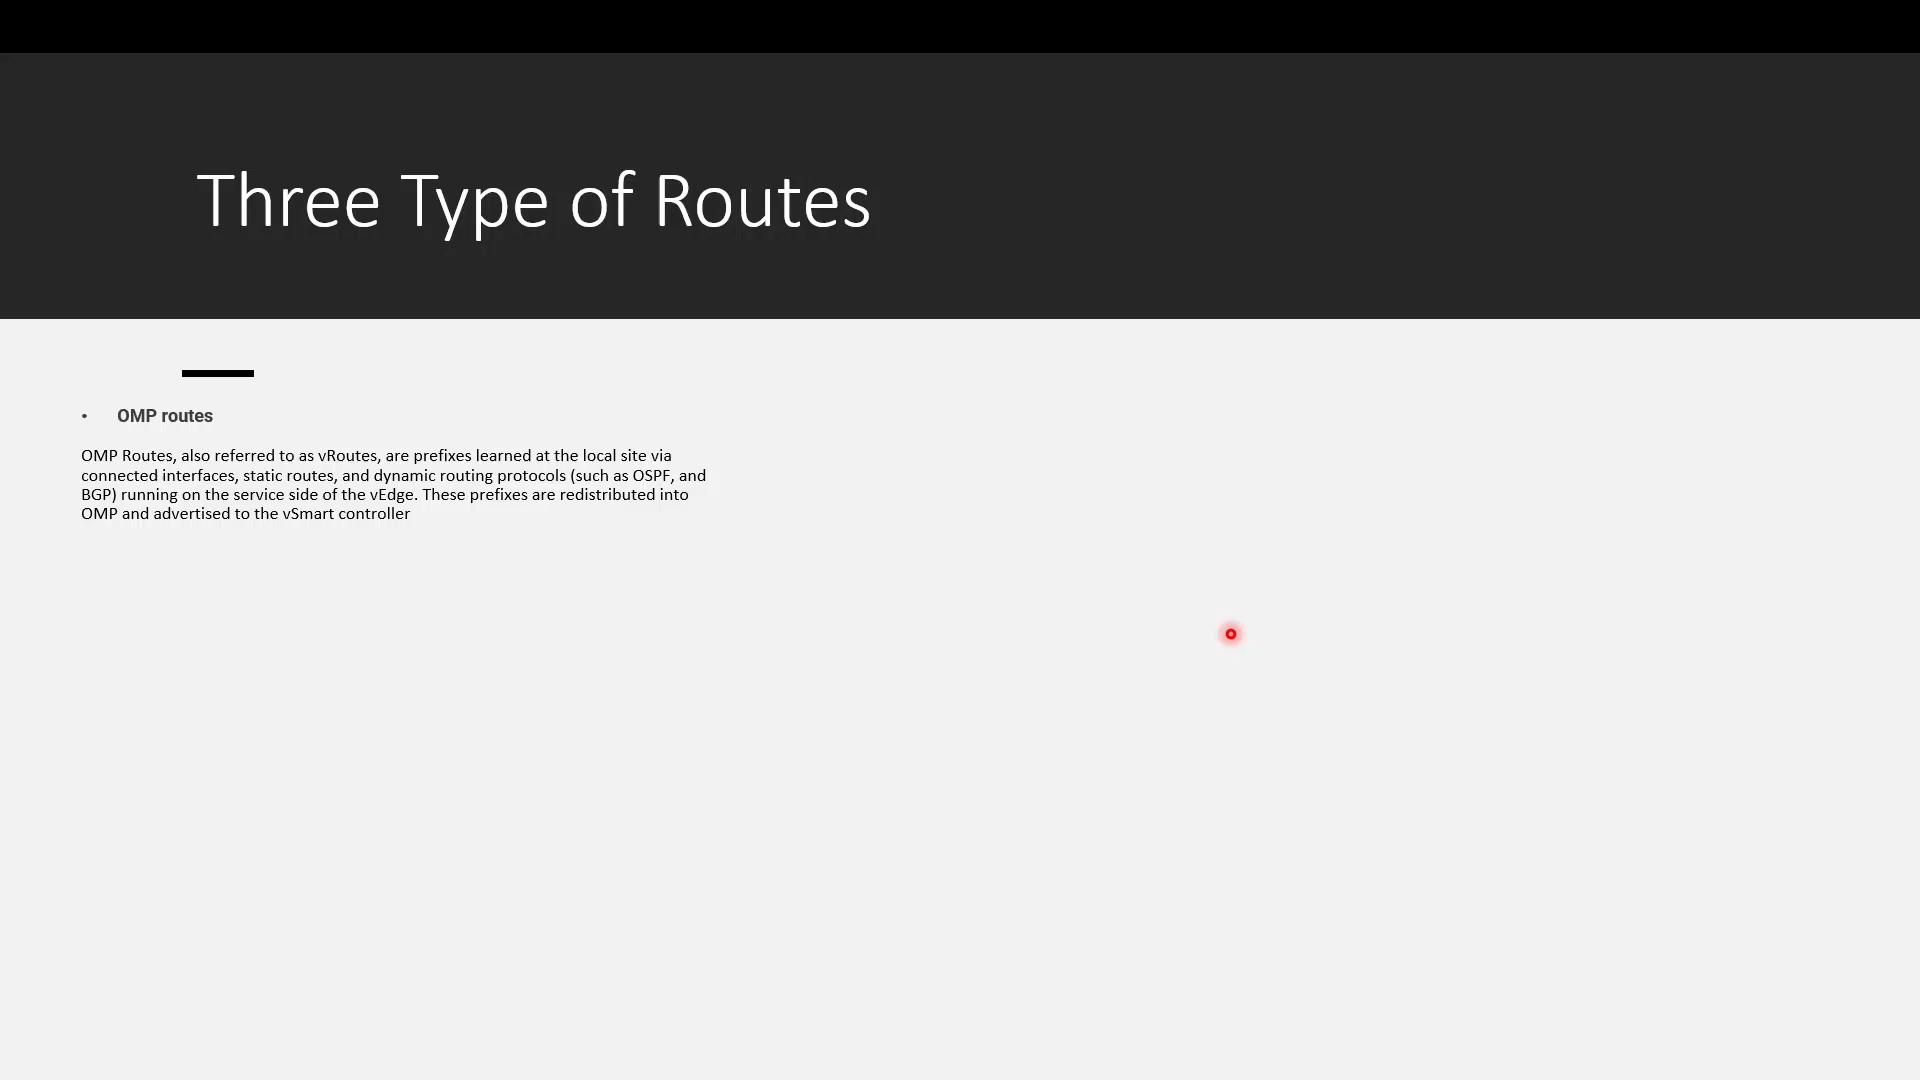 Three Type of Routes
• OMP routes
OMP Routes, also referred to as vRoutes, are prefixes learned at the local site via
connected interfaces, static routes, and dynamic routing protocols (such as OSPF, and
BGP) running on the service side of the vEdge. These prefixes are redistributed into
OMP and advertised to the vSmart controller